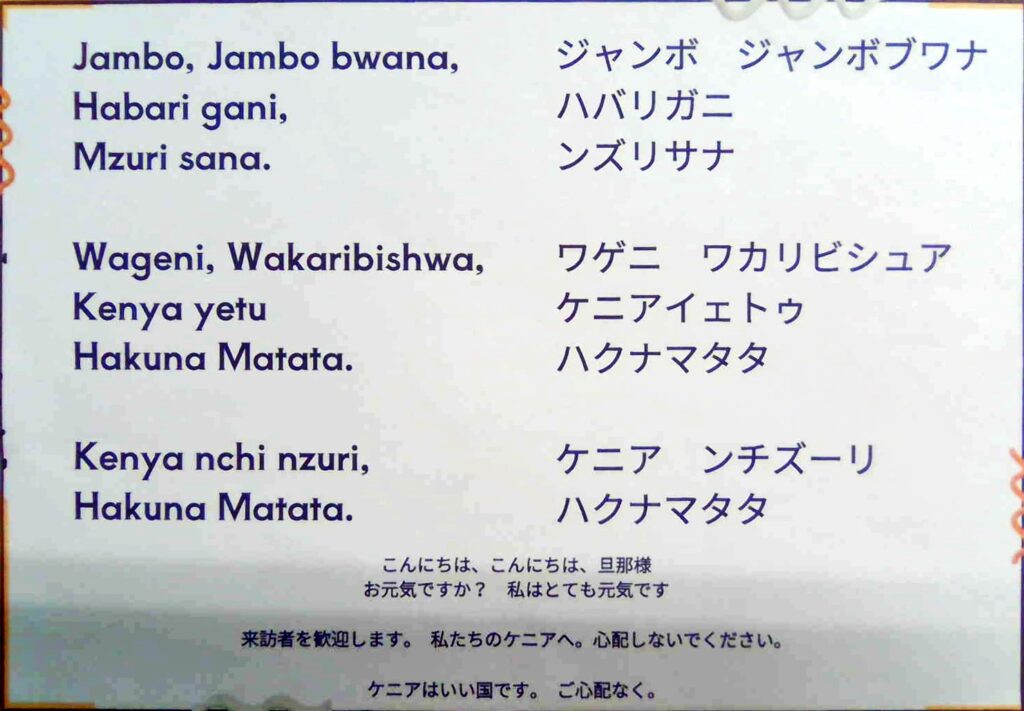 Jambo, Jambo bwana,　ジャンボ　ジャンボブワナ
Habari gani,　ハバリガニ
Mzuri sana.　ンズリサナ
Wageni, Wakaribishwa,　ワゲニ　ワカリビシュア
Kenya yetu　ケニアイェトゥ
Hakuna Matata.　ハクナマタタ
Kenya nchi nzuri,　ケニア　ンチズーリ
Hakuna Matata.　ハクナマタタ
こんにちは、こんにちは、旦那様
お元気ですか？　私はとても元気です
来訪者を歓迎します。　私たちのケニアへ。心配しないでください。
ケニアはいい国です。　ご心配なく。